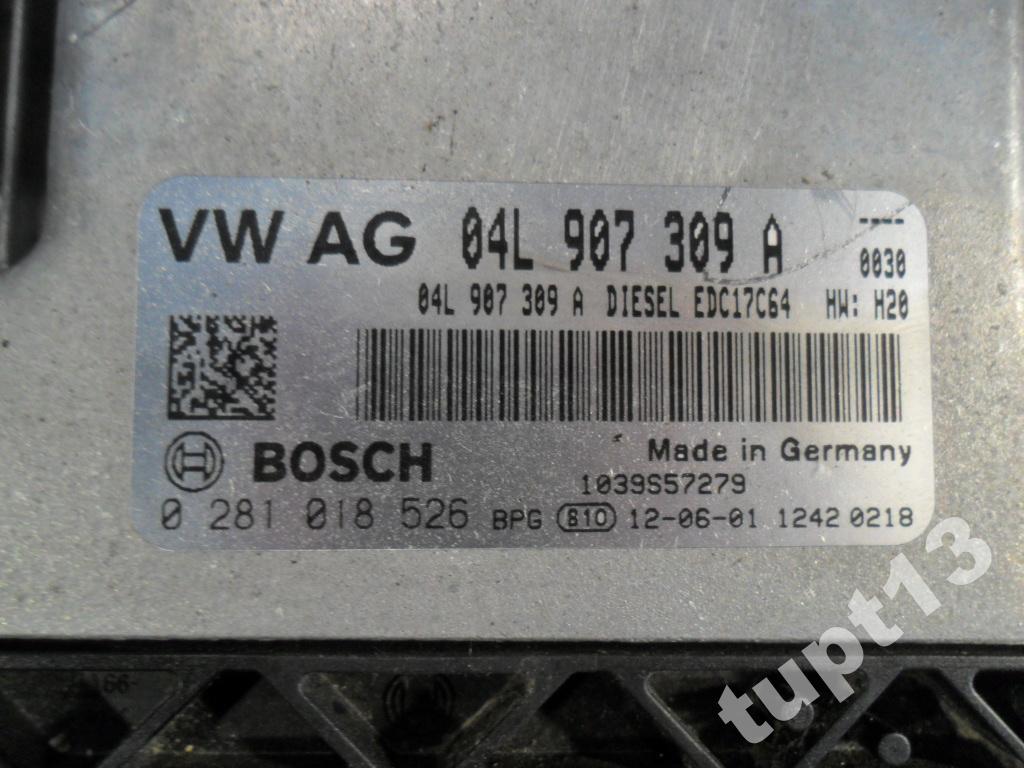 VW AG 04L 907 309 A ----
0030
04L 907 309 A DIESEL EDC17C64 HW: H20
BOSCH Made in Germany
1039S57279
0 281 018 526 BPG B10 12-06-01 1242 0218
tupt13